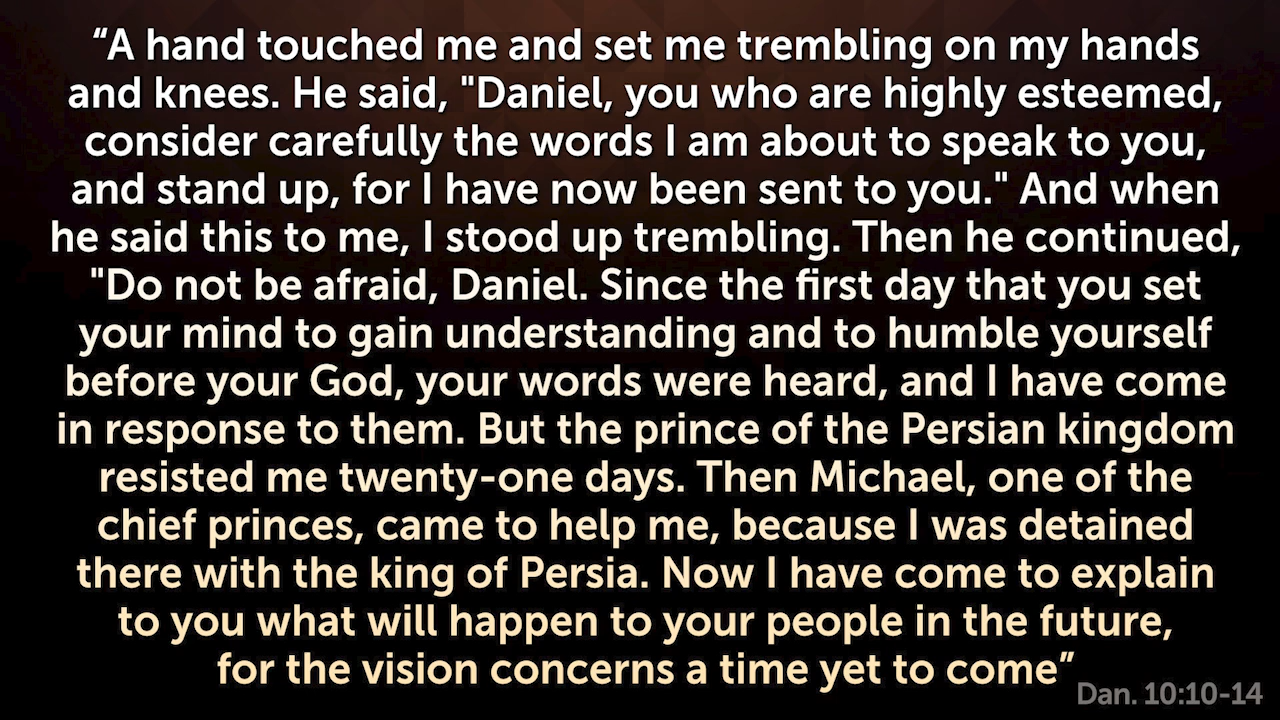 “A hand touched me and set me trembling on my hands
and knees. He said, "Daniel, you who are highly esteemed,
consider carefully the words I am about to speak to you,
and stand up, for I have now been sent to you." And when
he said this to me, I stood up trembling. Then he continued,
"Do not be afraid, Daniel. Since the first day that you set
your mind to gain understanding and to humble yourself
before your God, your words were heard, and I have come
in response to them. But the prince of the Persian kingdom
resisted me twenty-one days. Then Michael, one of the
chief princes, came to help me, because I was detained
there with the king of Persia. Now I have come to explain
to you what will happen to your people in the future,
for the vision concerns a time yet to come”
Dan. 10:10-14